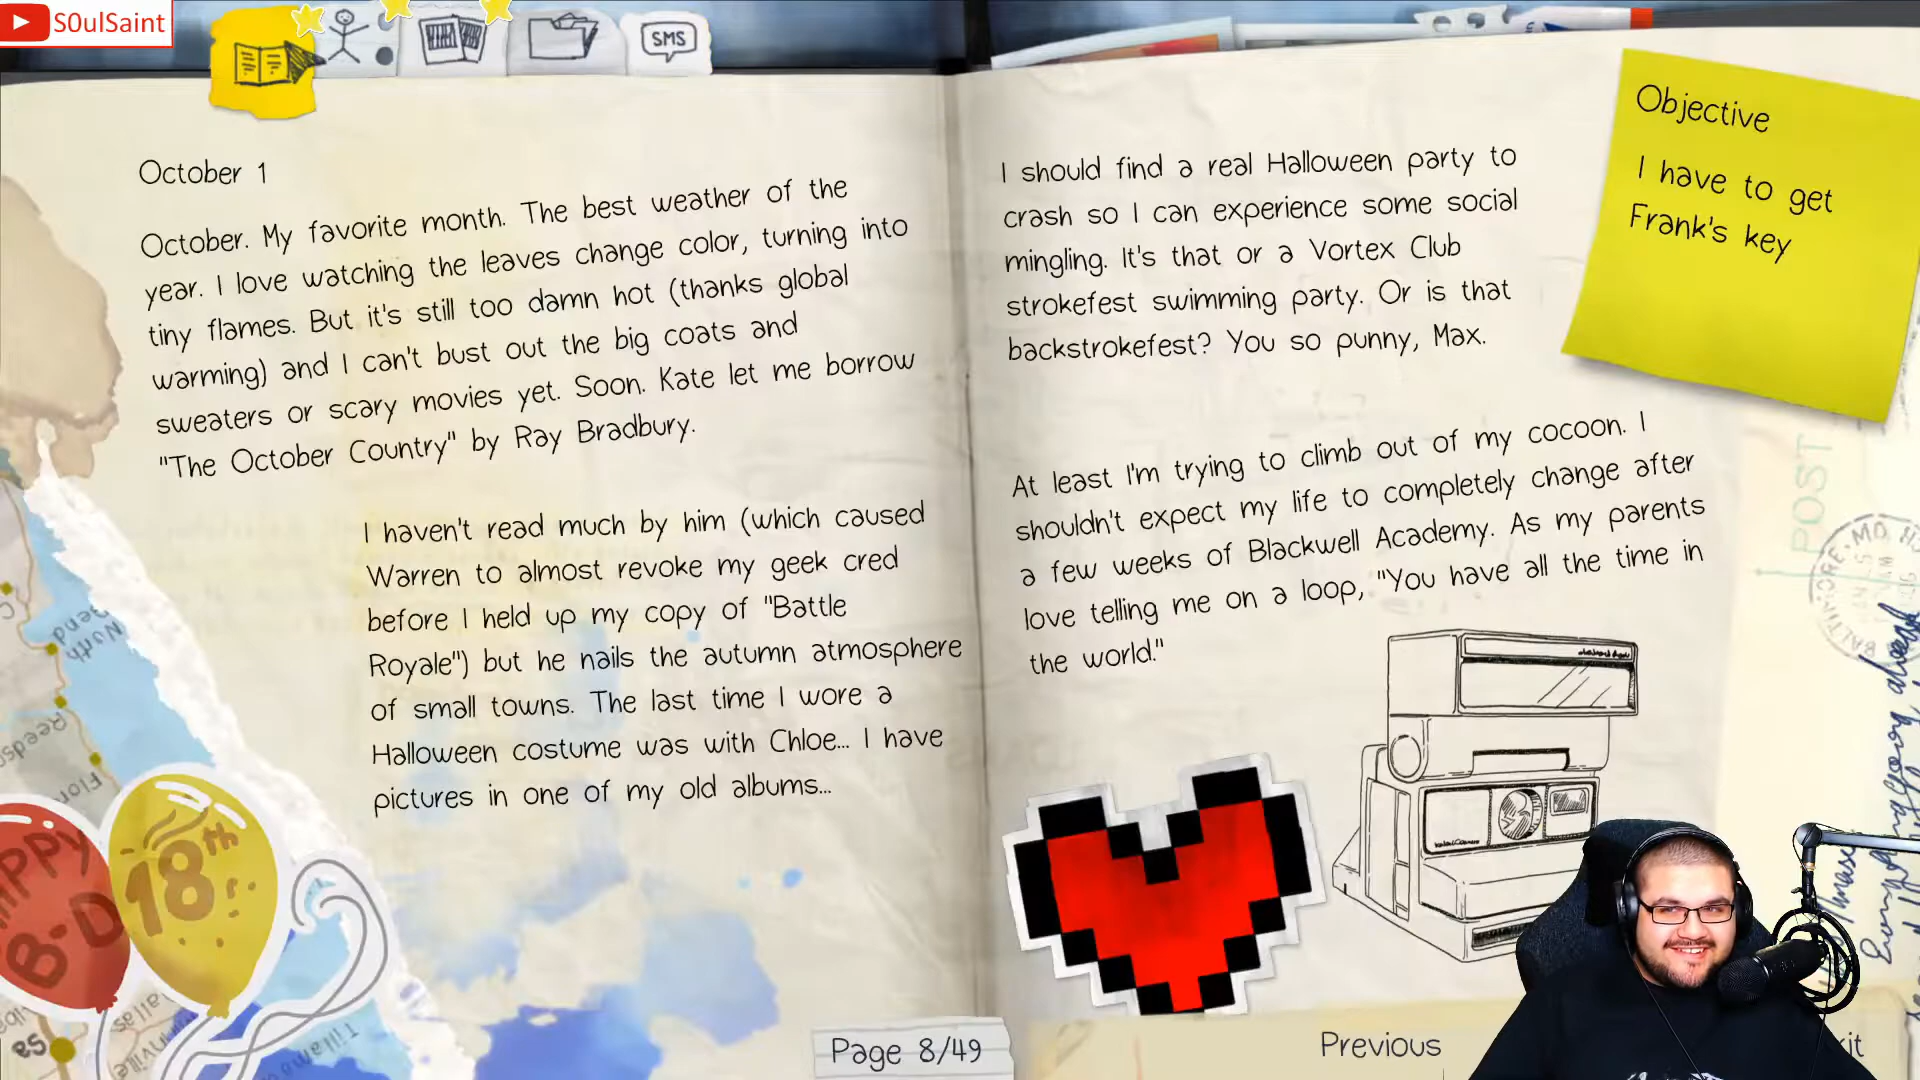 S0ulSaint
SMS
October 1
October. My favorite month. The best weather of the
year. I love watching the leaves change color, turning into
tiny flames. But it's still too damn hot (thanks global
warming) and I can't bust out the big coats and
sweaters or scary movies yet. Soon. Kate let me borrow
"The October Country" by Ray Bradbury.
I haven't read much by him (which caused
Warren to almost revoke my geek cred
before I held up my copy of "Battle
Royale") but he nails the autumn atmosphere
of small towns. The last time I wore a
Halloween costume was with Chloe... I have
pictures in one of my old albums...
I should find a real Halloween party to
crash so I can experience some social
mingling. It's that or a Vortex Club
strokefest swimming party. Or is that
backstrokefest? You so punny, Max.
At least I'm trying to climb out of my cocoon. I
shouldn't expect my life to completely change after
a few weeks of Blackwell Academy. As my parents
love telling me on a loop, "You have all the time in
the world."
Objective
I have to get
Frank's key
POST
North
Bend
B-D
18th
Page 8/49
Previous